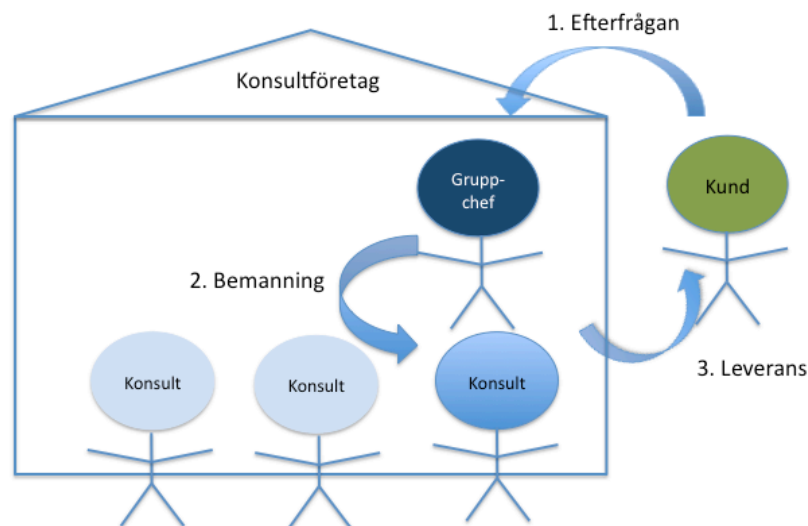 1. Efterfrågan
Konsultföretag
Grupp-
chef
Kund
2. Bemanning
3. Leverans
Konsult
Konsult
Konsult